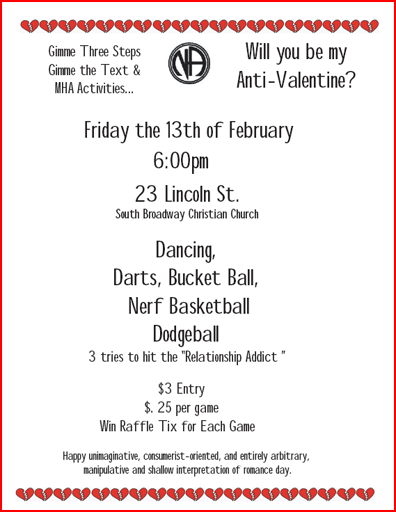 Gimme Three Steps
Gimme the Text &
MHA Activities...
NA
Will you be my
Anti-Valentine?
Friday the 13th of February
6:00pm
23 Lincoln St.
South Broadway Christian Church
Dancing,
Darts, Bucket Ball,
Nerf Basketball
Dodgeball
3 tries to hit the "Relationship Addict "
$3 Entry
$. 25 per game
Win Raffle Tix for Each Game
Happy unimaginative, consumerist-oriented, and entirely arbitrary,
manipulative and shallow interpretation of romance day.